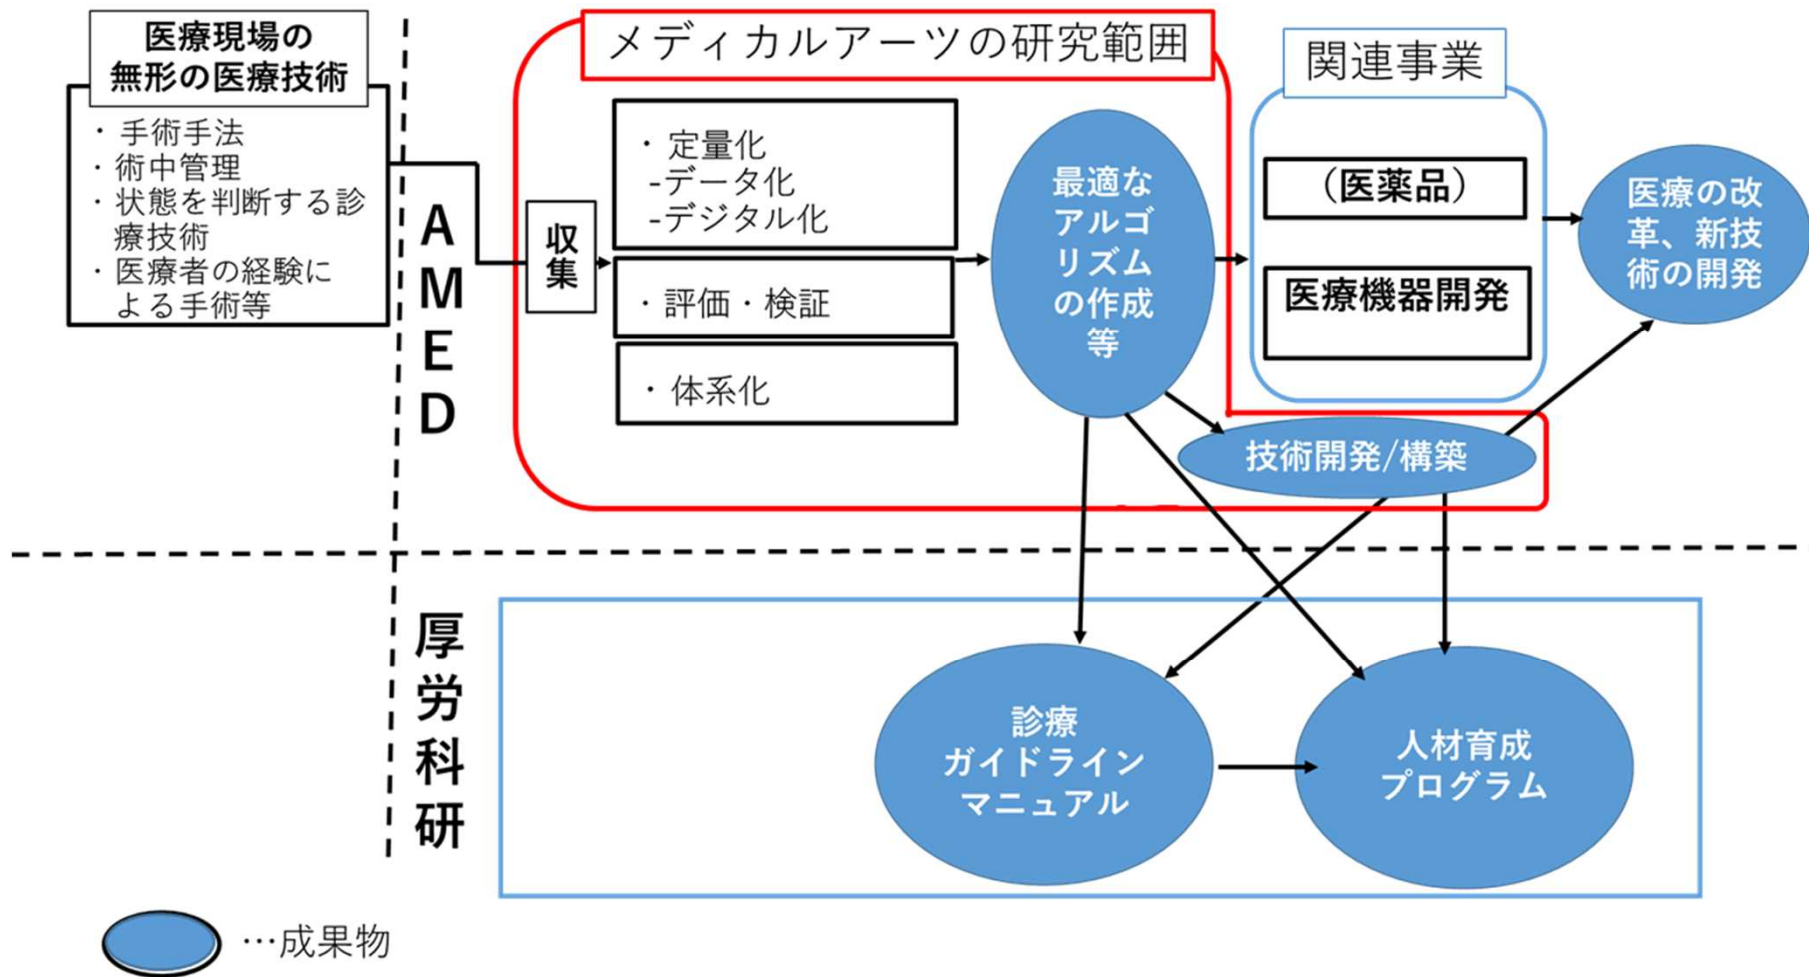 医療現場の
無形の医療技術
・手術手法
・術中管理
・状態を判断する診
療技術
・医療者の経験に
よる手術等
AMED
メディカルアーツの研究範囲
収集
・定量化
-データ化
-デジタル化
・評価・検証
・体系化
最適な
アルゴ
リズム
の作成
等
関連事業
（医薬品）
医療機器開発
医療の改
革、新技
術の開発
技術開発/構築
厚労科研
診療
ガイドライン
マニュアル
人材育成
プログラム
…成果物